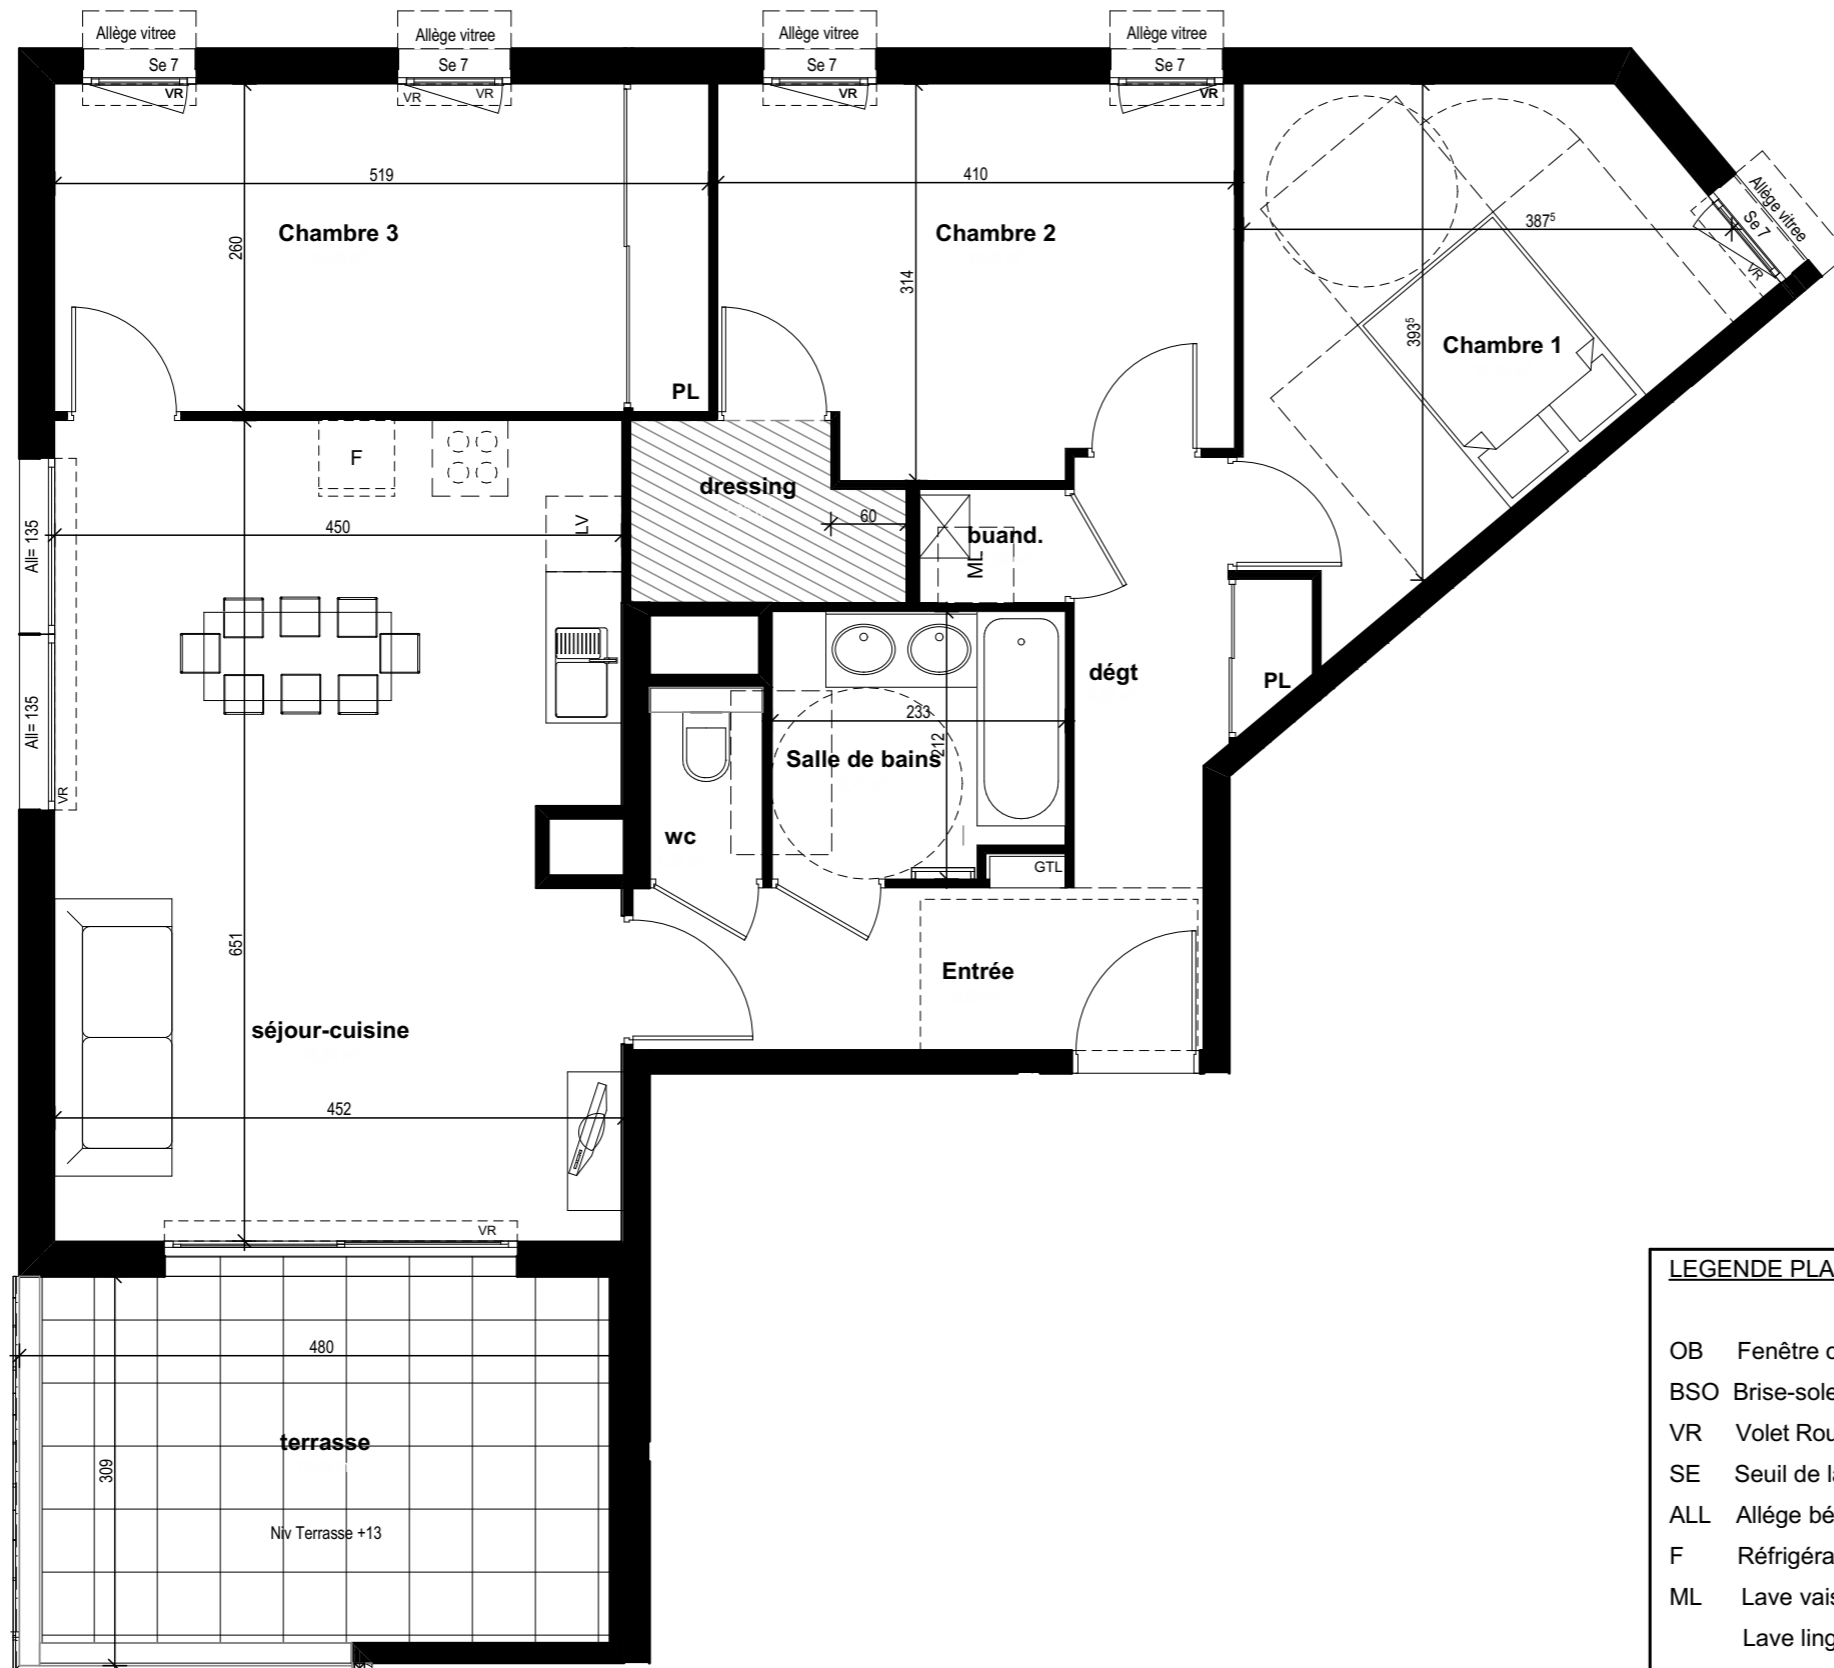 Allège vitree
Allège vitree
Allège vitree
Allège vitree
Se 7
Se 7
Se 7
Se 7
VR
VR
VR
VR
VR
Allège vitree
Se 7
VR
519
410
387⁵
Chambre 3
Chambre 2
260
314
393⁵
Chambre 1
PL
F
dressing
LV
450
60
buand.
ML
All= 135
All= 135
VR
dégt
PL
233
212
Salle de bains
wc
GTL
651
Entrée
séjour-cuisine
452
VR
480
terrasse
309
Niv Terrasse +13
LEGENDE PLA
OB Fenêtre o
BSO Brise-sole
VR Volet Rou
SE Seuil de la
ALL Allége bé
F Réfrigéra
ML Lave vais
Lave ling